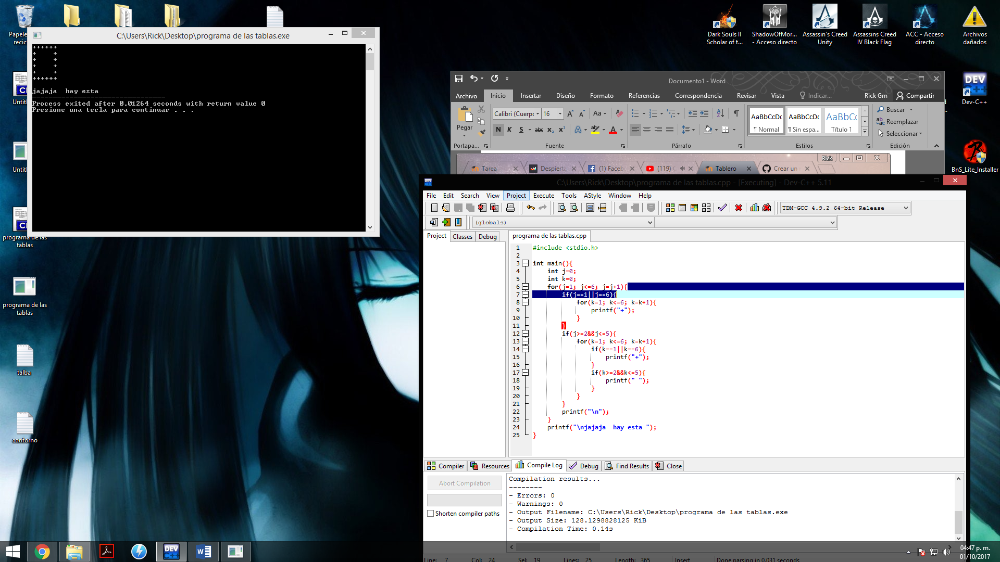 Papele
recic
Untitl
Untitl
programa de las
tablas
programa de las
tablas
talba
contorno
C:\Users\Rick\Desktop\programa de las tablas.exe
++++++
+    +
+    +
+    +
+    +
++++++
jajaja  hay esta
--------------------------------
Process exited after 0.01264 seconds with return value 0
Presione una tecla para continuar . . .
Dark Souls II
Scholar of t...
ShadowOfMor...
- Acceso directo
Assassin's Creed
Unity
Assassins Creed
IV Black Flag
ACC - Acceso
directo
Archivos
dañados
DEV
C++
Dev-C++
BnS_Lite_Installer
Documento1 - Word
Archivo Inicio Insertar Diseño Formato Referencias Correspondencia Revisar Vista Indicar... Rick Gm Compartir
Pegar
Calibri (Cuerpo 16
Aa
N K S abc x₂ x²
AaBbCcDc AaBbCcDc AaBbCc
¶ Normal ¶ Sin espa... Título 1
Buscar
Reemplazar
Seleccionar
Portapa... Fuente Párrafo Estilos Edición
Rick
Tarea Despierta (1) Faceb (119) Tablero Crear un
C:\Users\Rick\Desktop\programa de las tablas.cpp - [Executing] - Dev-C++ 5.11
File Edit Search View Project Execute Tools AStyle Window Help
TDM-GCC 4.9.2 64-bit Release
(globals)
Project Classes Debug
programa de las tablas.cpp
1 #include <stdio.h>
2
3 int main(){
4 int j=0;
5 int k=0;
6 for(j=1; j<=6; j=j+1){
7 if(j==1||j==6){
8 for(k=1; k<=6; k=k+1){
9 printf("+");
10 }
11 }
12 if(j>=2&&j<=5){
13 for(k=1; k<=6; k=k+1){
14 if(k==1||k==6){
15 printf("+");
16 }
17 if(k>=2&&k<=5){
18 printf(" ");
19 }
20 }
21 }
22 printf("\n");
23 }
24 printf("\njajaja  hay esta ");
25 }
Compiler Resources Compile Log Debug Find Results Close
Abort Compilation
Shorten compiler paths
Compilation results...
--------
- Errors: 0
- Warnings: 0
- Output Filename: C:\Users\Rick\Desktop\programa de las tablas.exe
- Output Size: 128.1298828125 KiB
- Compilation Time: 0.14s
Line: 7 Col: 24 Sel: 19 Lines: 25 Length: 365 Insert Done parsing in 0.031 seconds
04:47 p. m.
01/10/2017